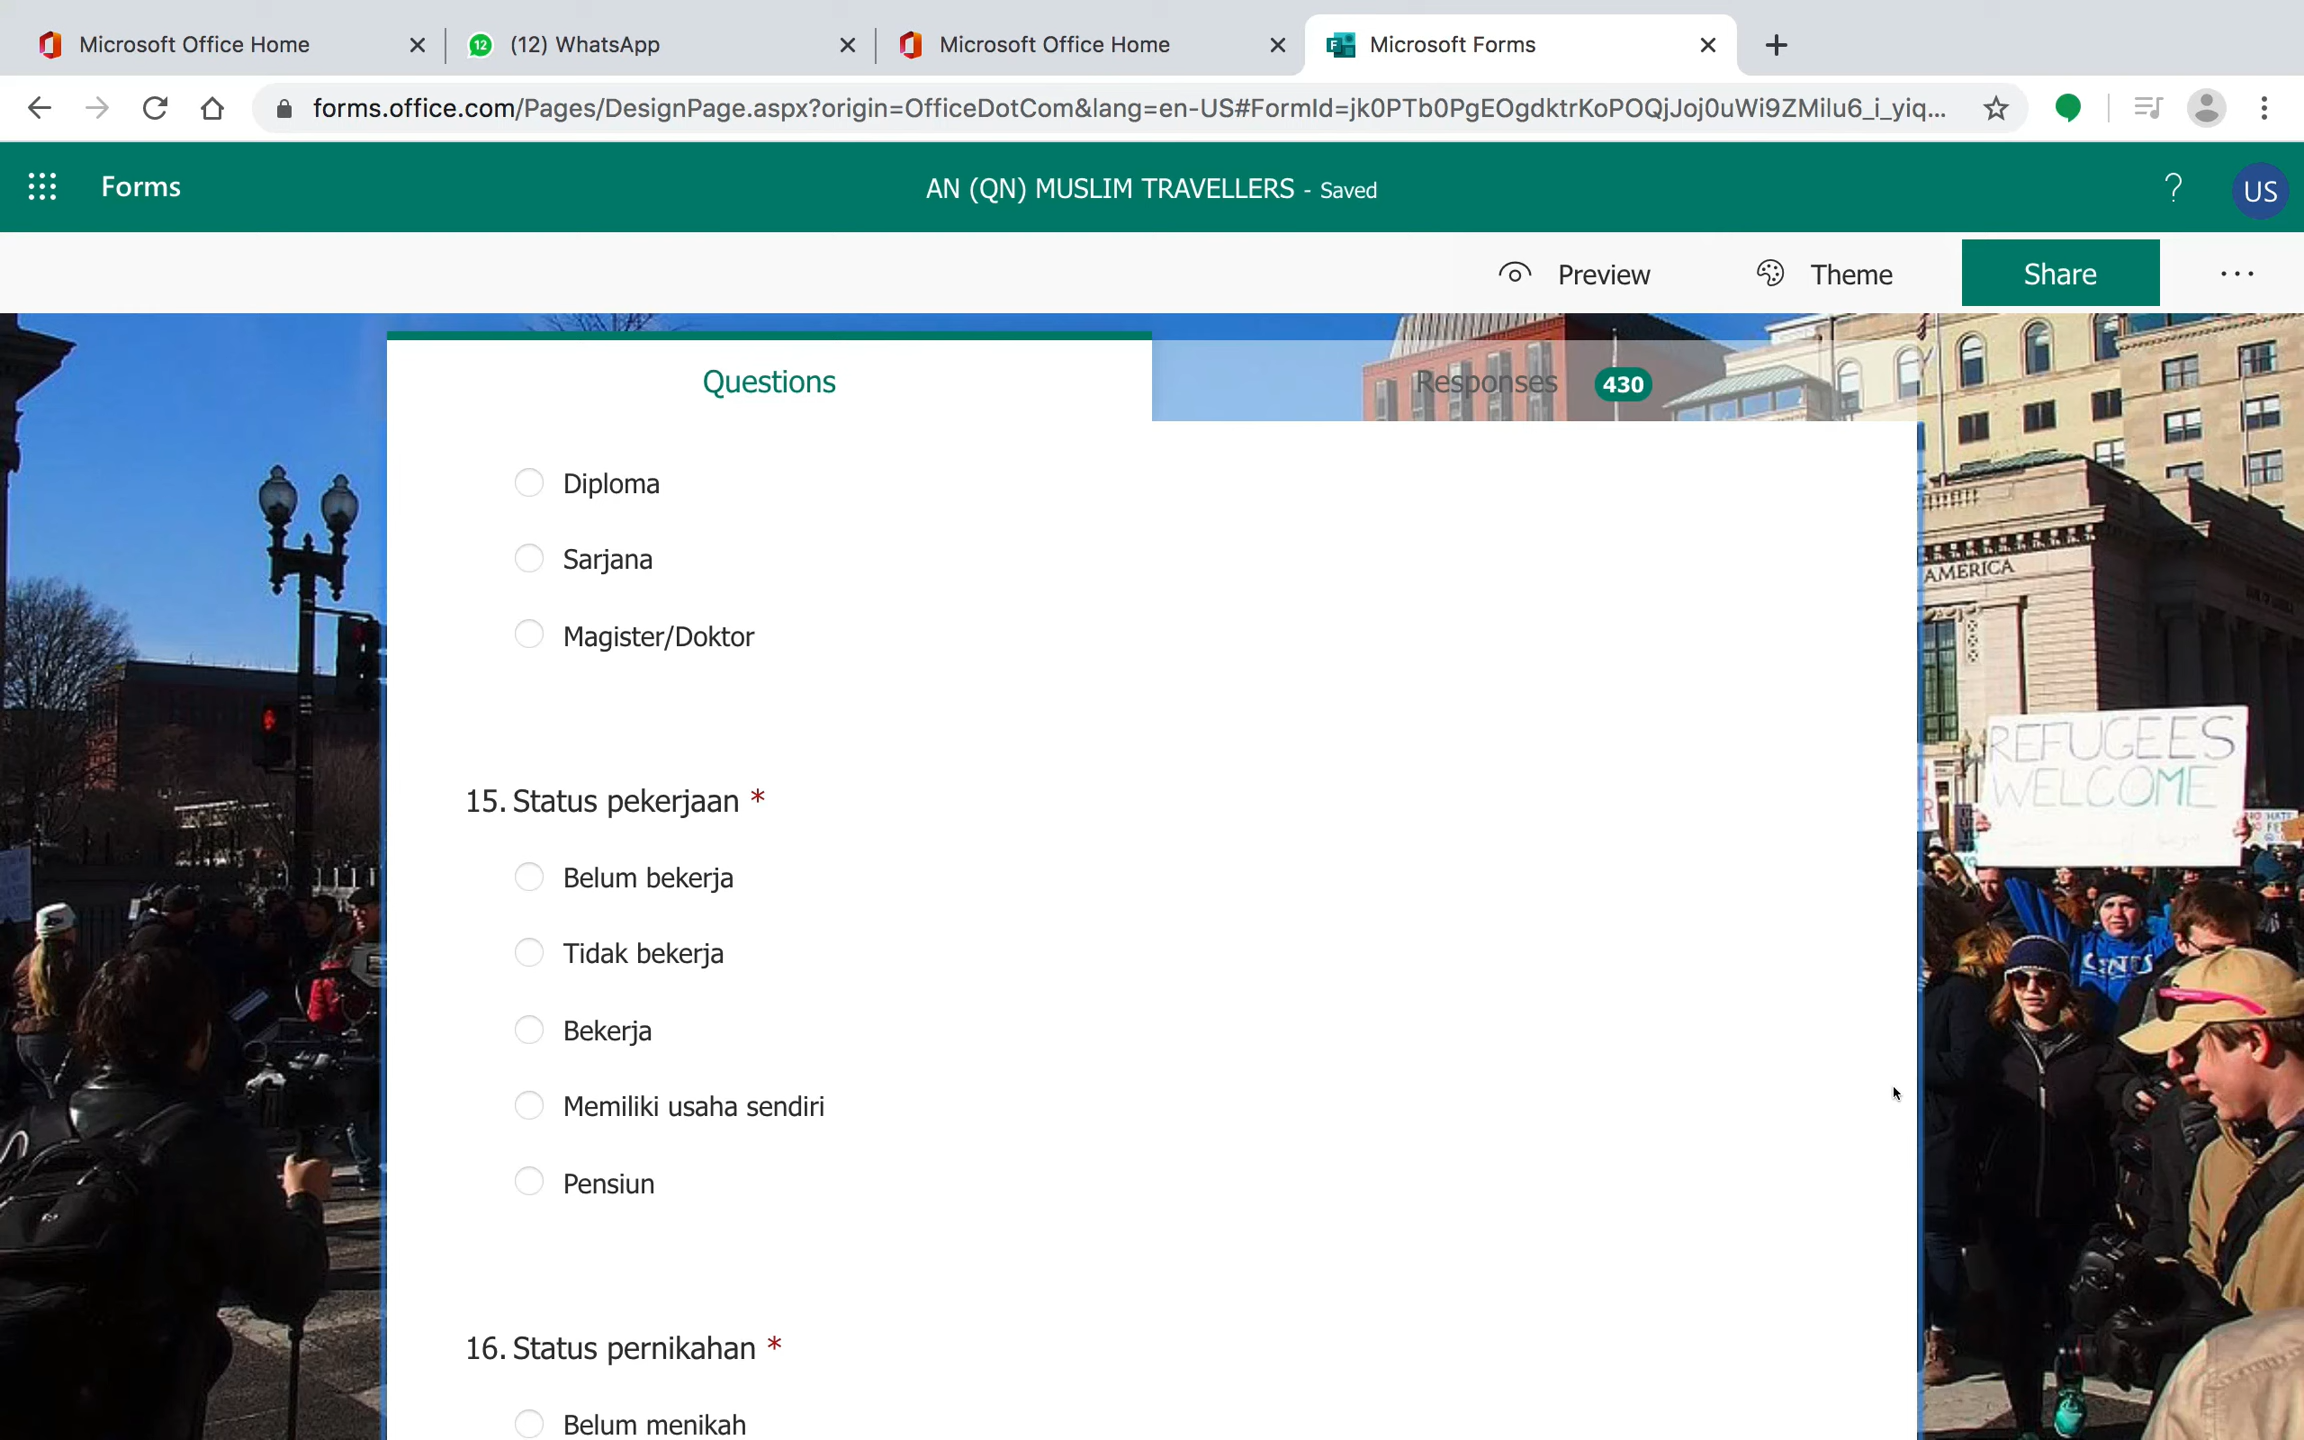 Microsoft Office Home
12 (12) WhatsApp
Microsoft Office Home
F Microsoft Forms
forms.office.com/Pages/DesignPage.aspx?origin=OfficeDotCom&lang=en-US#FormId=jk0PTb0PgEOgdktrKoPOQjJoj0uWi9ZMilu6_i_yiq...
Forms
AN (QN) MUSLIM TRAVELLERS - Saved
? US
Preview
Theme
Share
Questions
Responses 430
Diploma
Sarjana
Magister/Doktor
15. Status pekerjaan *
Belum bekerja
Tidak bekerja
Bekerja
Memiliki usaha sendiri
Pensiun
16. Status pernikahan *
Belum menikah
AMERICA
REFUGEES
WELCOME
NO HATE